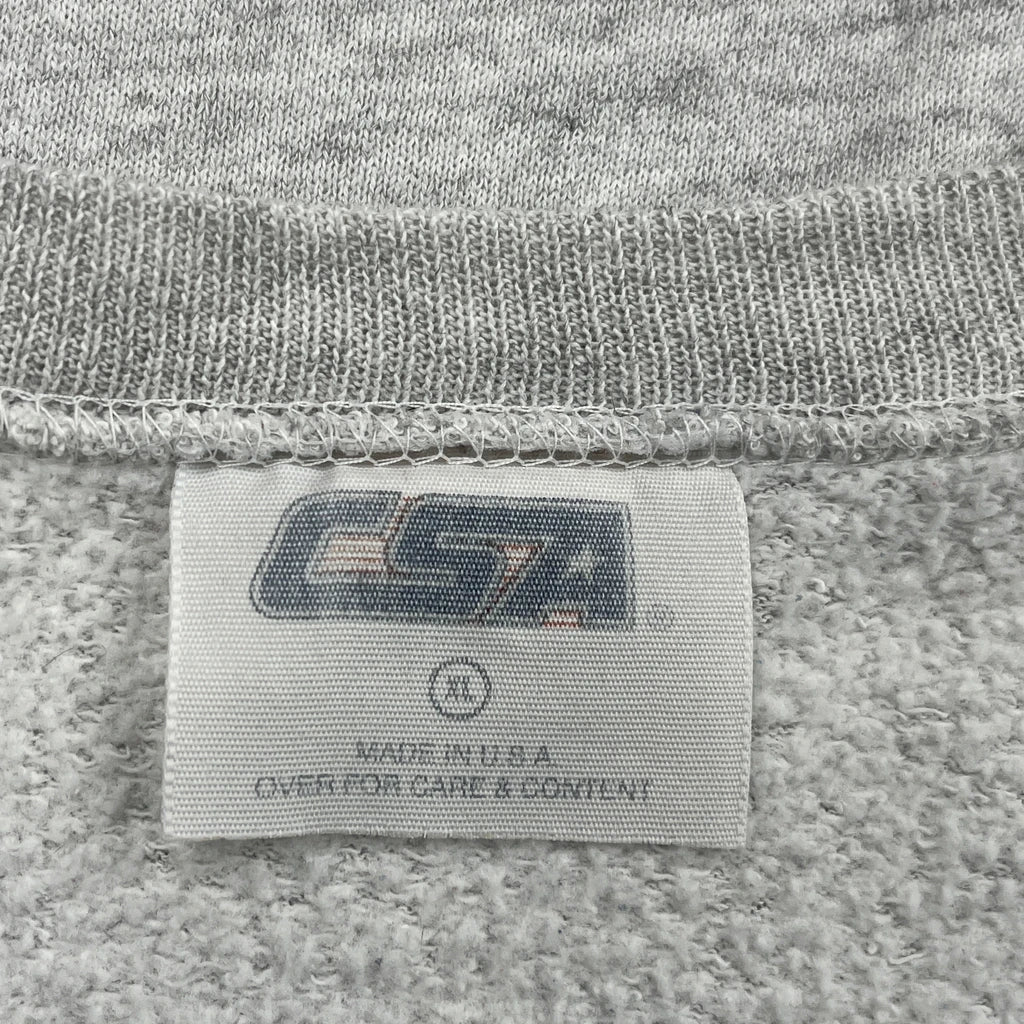 CSA®
XL
MADE IN U.S.A.
OVER FOR CARE & CONTENT